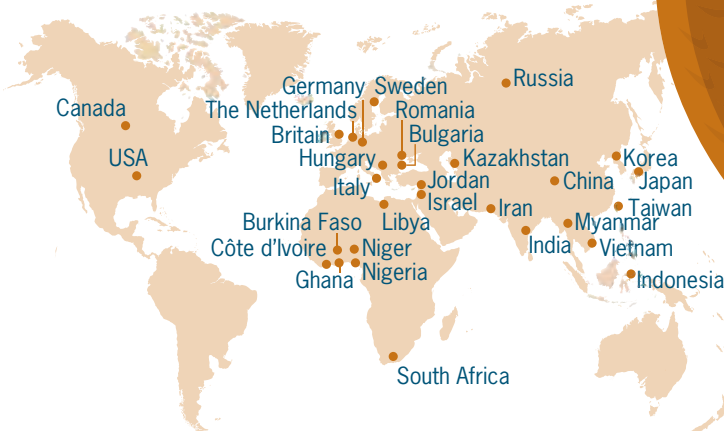 Germany
Sweden
Russia
Canada
The Netherlands
Romania
Britain
Bulgaria
USA
Hungary
Kazakhstan
Korea
Italy
Jordan
China
Japan
Israel
Iran
Taiwan
Burkina Faso
Libya
Myanmar
Côte d'Ivoire
Niger
India
Vietnam
Ghana
Nigeria
Indonesia
South Africa